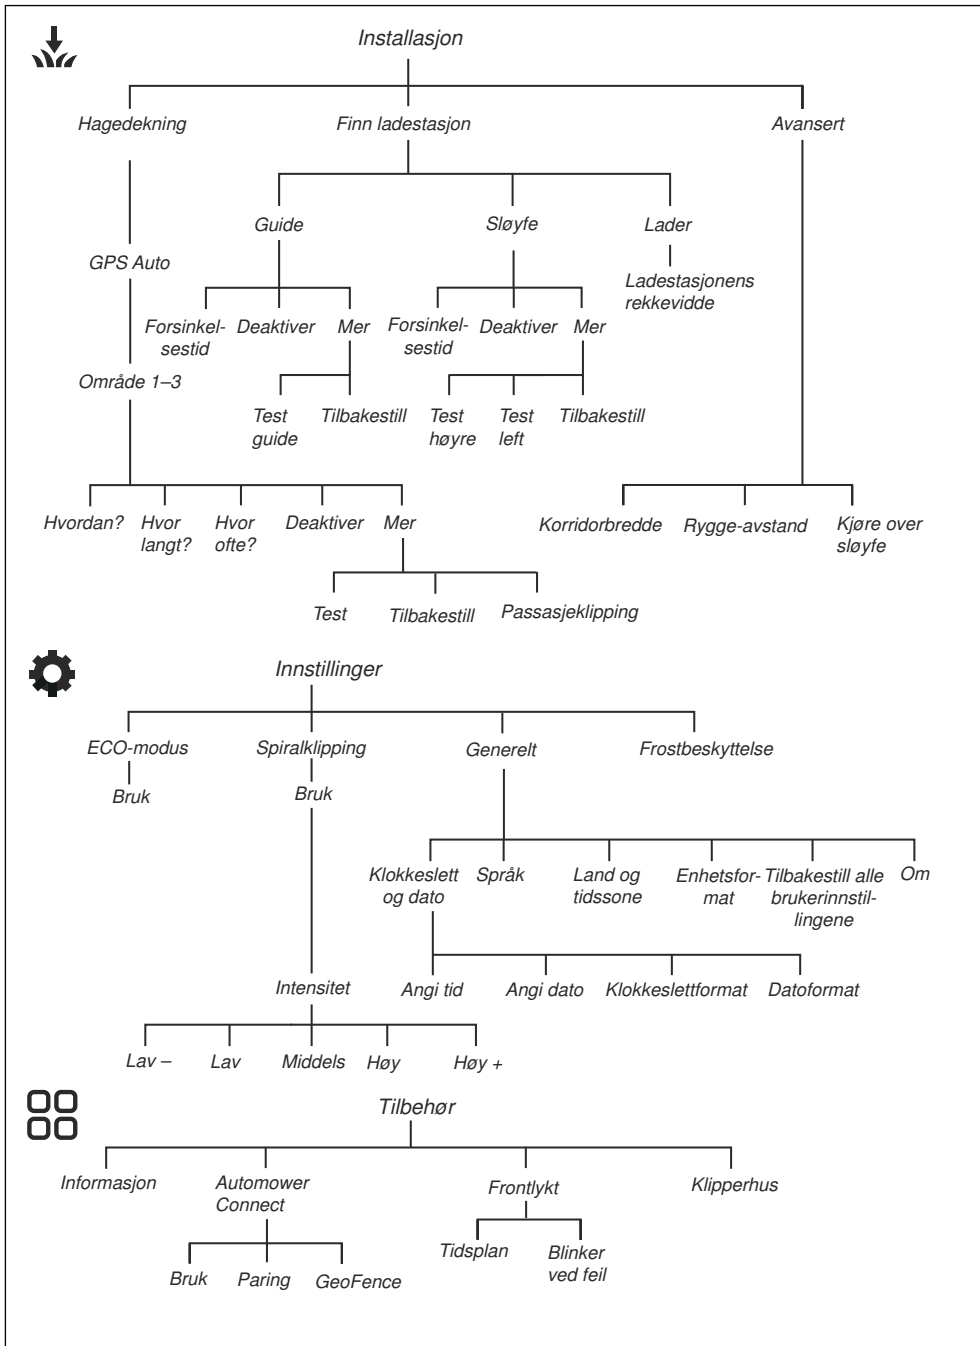 Installasjon
Hagedekning
Finn ladestasjon
Avansert
Guide
Sløyfe
Lader
GPS Auto
Ladestasjonens
rekkevidde
Forsinkel-
sestid
Deaktiver
Mer
Forsinkel-
sestid
Deaktiver
Mer
Område 1–3
Test
guide
Tilbakestill
Test
høyre
Test
left
Tilbakestill
Hvordan?
Hvor
langt?
Hvor
ofte?
Deaktiver
Mer
Korridorbredde
Rygge-avstand
Kjøre over
sløyfe
Test
Tilbakestill
Passasjeklipping
Innstillinger
ECO-modus
Spiralklipping
Generelt
Frostbeskyttelse
Bruk
Bruk
Klokkeslett
og dato
Språk
Land og
tidssone
Enhetsfor-
mat
Tilbakestill alle
brukerinnstil-
lingene
Om
Intensitet
Angi tid
Angi dato
Klokkeslettformat
Datoformat
Lav –
Lav
Middels
Høy
Høy +
Tilbehør
Informasjon
Automower
Connect
Frontlykt
Klipperhus
Bruk
Paring
GeoFence
Tidsplan
Blinker
ved feil